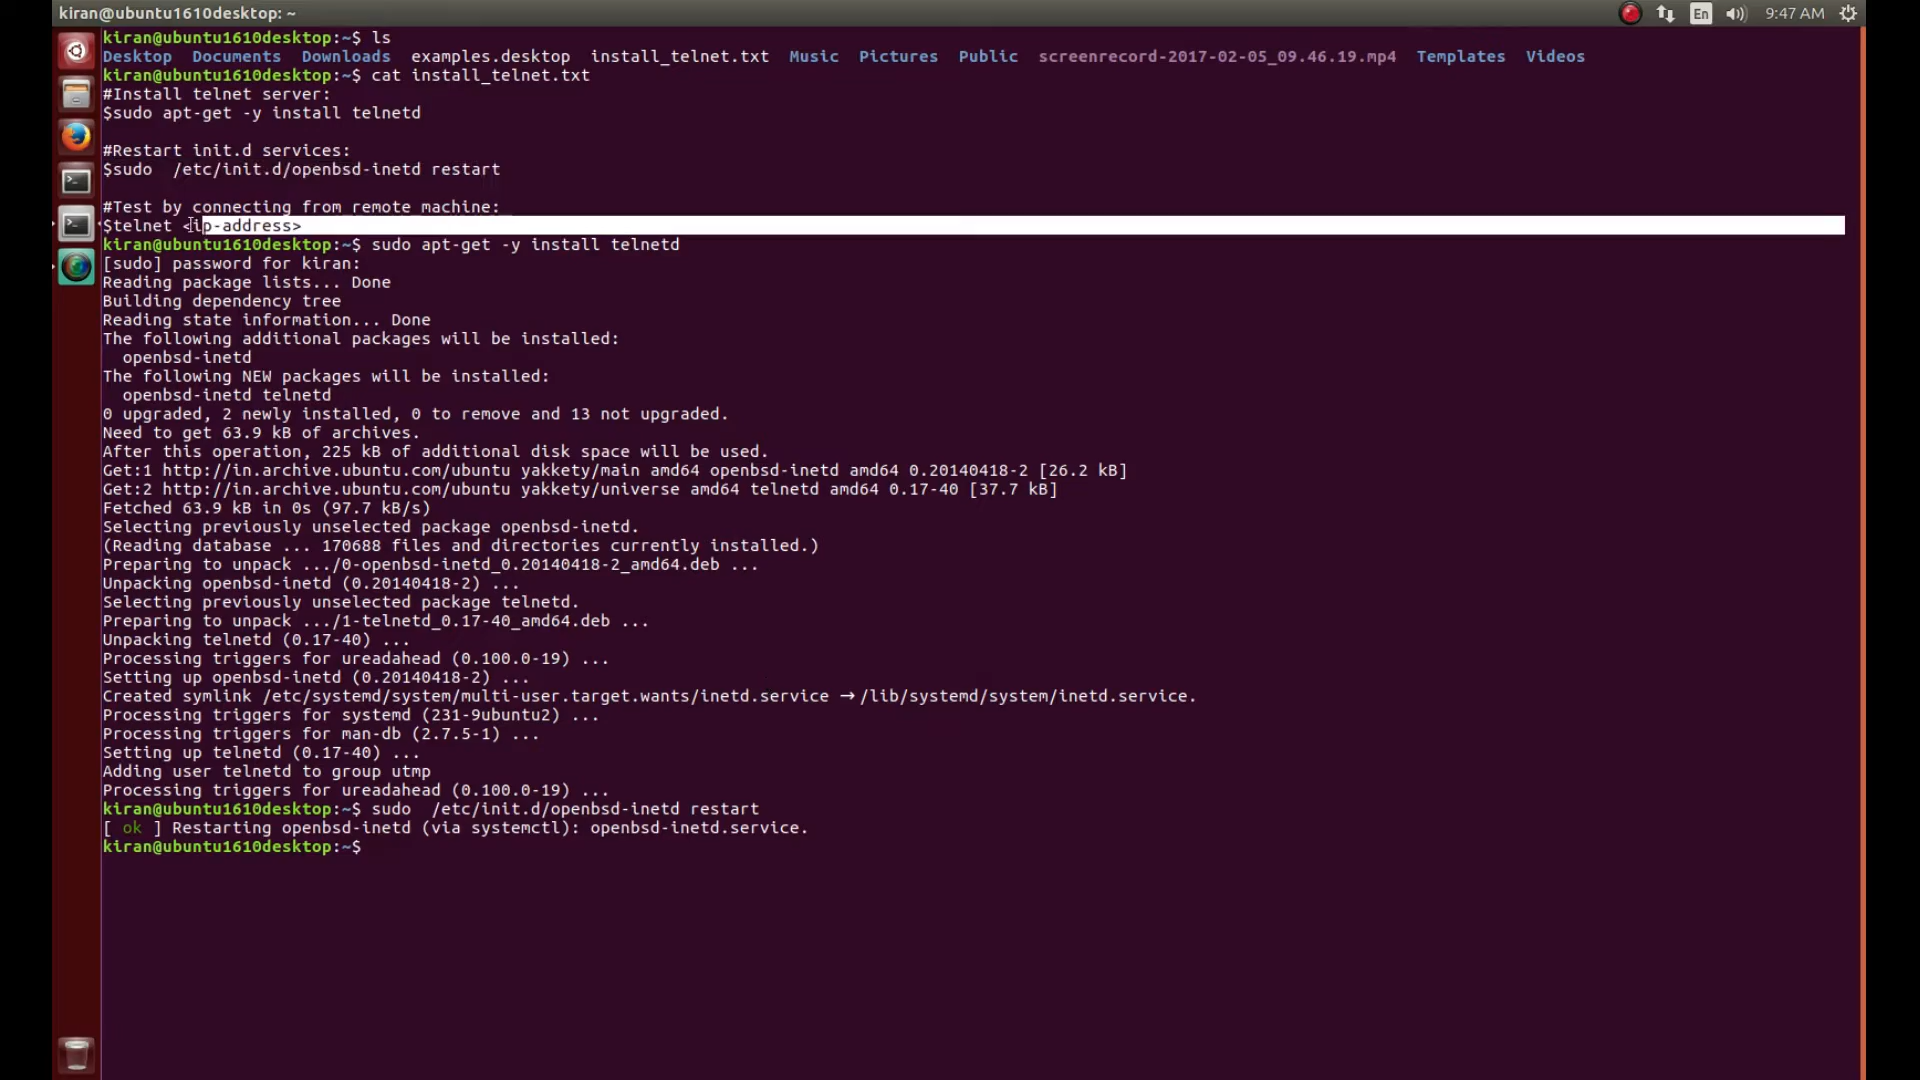 kiran@ubuntu1610desktop: ~
En
9:47 AM
kiran@ubuntu1610desktop:~$ ls
Desktop  Documents  Downloads  examples.desktop  install_telnet.txt  Music  Pictures  Public  screenrecord-2017-02-05_09.46.19.mp4  Templates  Videos
kiran@ubuntu1610desktop:~$ cat install_telnet.txt
#Install telnet server:
$sudo apt-get -y install telnetd

#Restart init.d services:
$sudo  /etc/init.d/openbsd-inetd restart

#Test by connecting from remote machine:
$telnet <ip-address>
kiran@ubuntu1610desktop:~$ sudo apt-get -y install telnetd
[sudo] password for kiran:
Reading package lists... Done
Building dependency tree
Reading state information... Done
The following additional packages will be installed:
  openbsd-inetd
The following NEW packages will be installed:
  openbsd-inetd telnetd
0 upgraded, 2 newly installed, 0 to remove and 13 not upgraded.
Need to get 63.9 kB of archives.
After this operation, 225 kB of additional disk space will be used.
Get:1 http://in.archive.ubuntu.com/ubuntu yakkety/main amd64 openbsd-inetd amd64 0.20140418-2 [26.2 kB]
Get:2 http://in.archive.ubuntu.com/ubuntu yakkety/universe amd64 telnetd amd64 0.17-40 [37.7 kB]
Fetched 63.9 kB in 0s (97.7 kB/s)
Selecting previously unselected package openbsd-inetd.
(Reading database ... 170688 files and directories currently installed.)
Preparing to unpack .../0-openbsd-inetd_0.20140418-2_amd64.deb ...
Unpacking openbsd-inetd (0.20140418-2) ...
Selecting previously unselected package telnetd.
Preparing to unpack .../1-telnetd_0.17-40_amd64.deb ...
Unpacking telnetd (0.17-40) ...
Processing triggers for ureadahead (0.100.0-19) ...
Setting up openbsd-inetd (0.20140418-2) ...
Created symlink /etc/systemd/system/multi-user.target.wants/inetd.service → /lib/systemd/system/inetd.service.
Processing triggers for systemd (231-9ubuntu2) ...
Processing triggers for man-db (2.7.5-1) ...
Setting up telnetd (0.17-40) ...
Adding user telnetd to group utmp
Processing triggers for ureadahead (0.100.0-19) ...
kiran@ubuntu1610desktop:~$ sudo  /etc/init.d/openbsd-inetd restart
[ ok ] Restarting openbsd-inetd (via systemctl): openbsd-inetd.service.
kiran@ubuntu1610desktop:~$